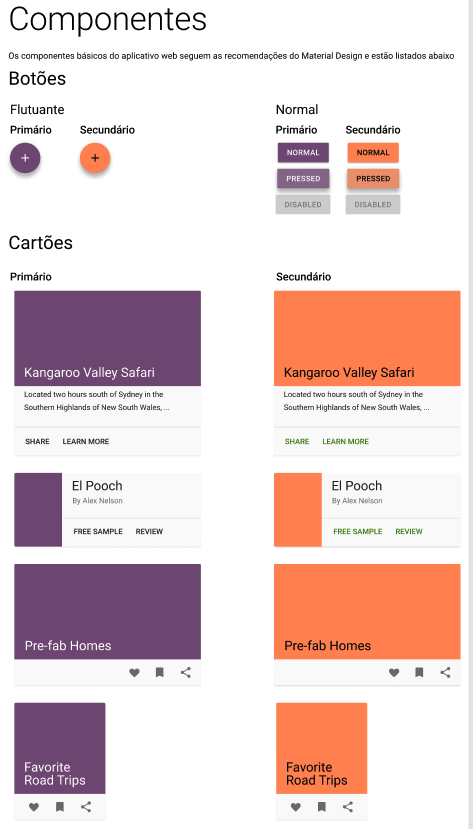 Componentes
Os componentes básicos do aplicativo web seguem as recomendações do Material Design e estão listados abaixo
Botões
Flutuante
Primário Secundário
+ +
Normal
Primário Secundário
NORMAL NORMAL
PRESSED PRESSED
DISABLED DISABLED
Cartões
Primário
Kangaroo Valley Safari
Located two hours south of Sydney in the
Southern Highlands of New South Wales, ...
SHARE LEARN MORE
El Pooch
By Alex Nelson
FREE SAMPLE REVIEW
Pre-fab Homes
Favorite
Road Trips
Secundário
Kangaroo Valley Safari
Located two hours south of Sydney in the
Southern Highlands of New South Wales, ...
SHARE LEARN MORE
El Pooch
By Alex Nelson
FREE SAMPLE REVIEW
Pre-fab Homes
Favorite
Road Trips